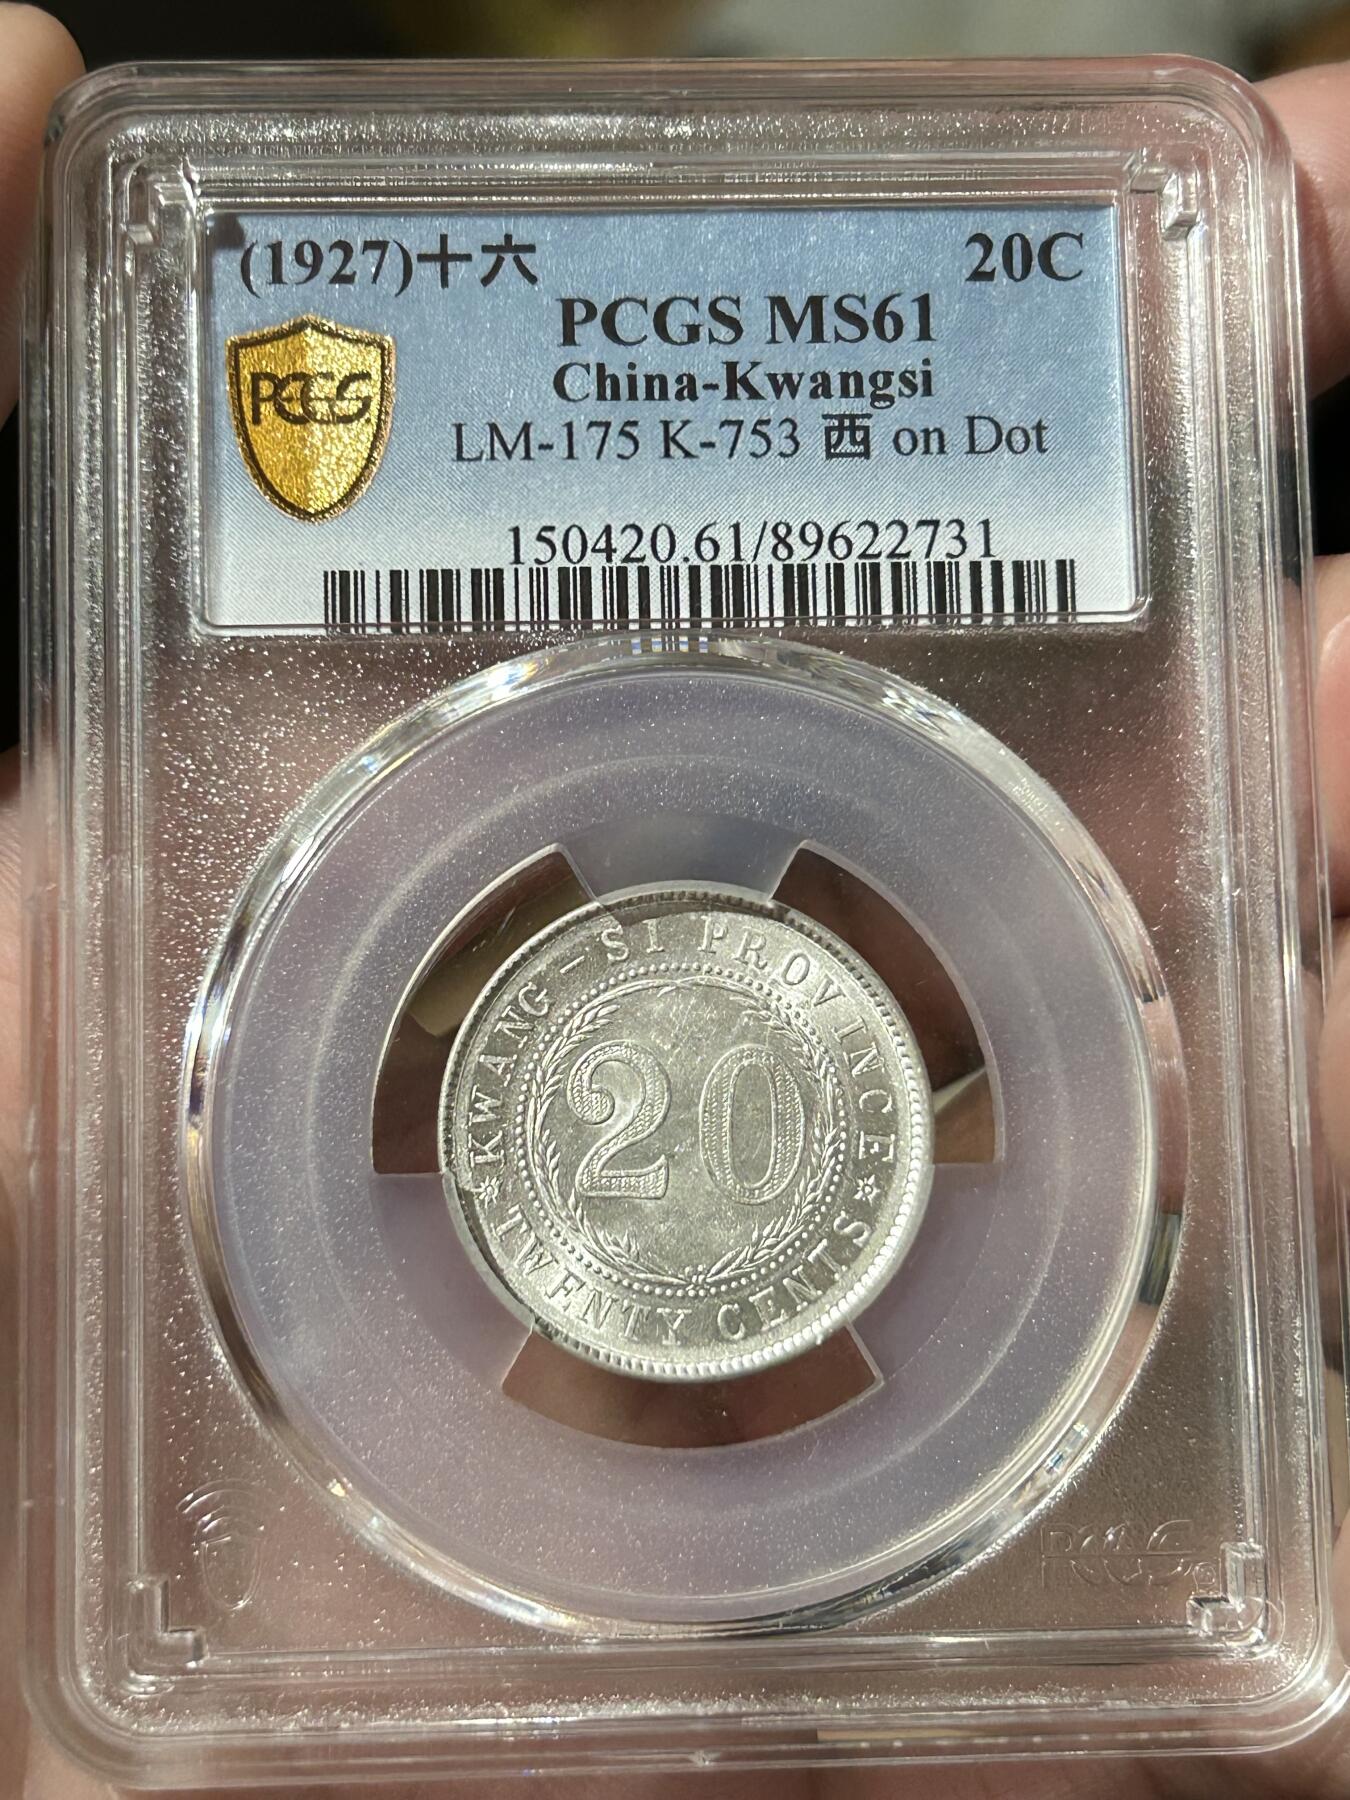 (1927)十六 20C
PCGS MS61
China-Kwangsi
PCGS
LM-175 K-753 西 on Dot
150420.61/89622731
KWANG-SI PROVINCE
20
TWENTY CENTS
PCGS